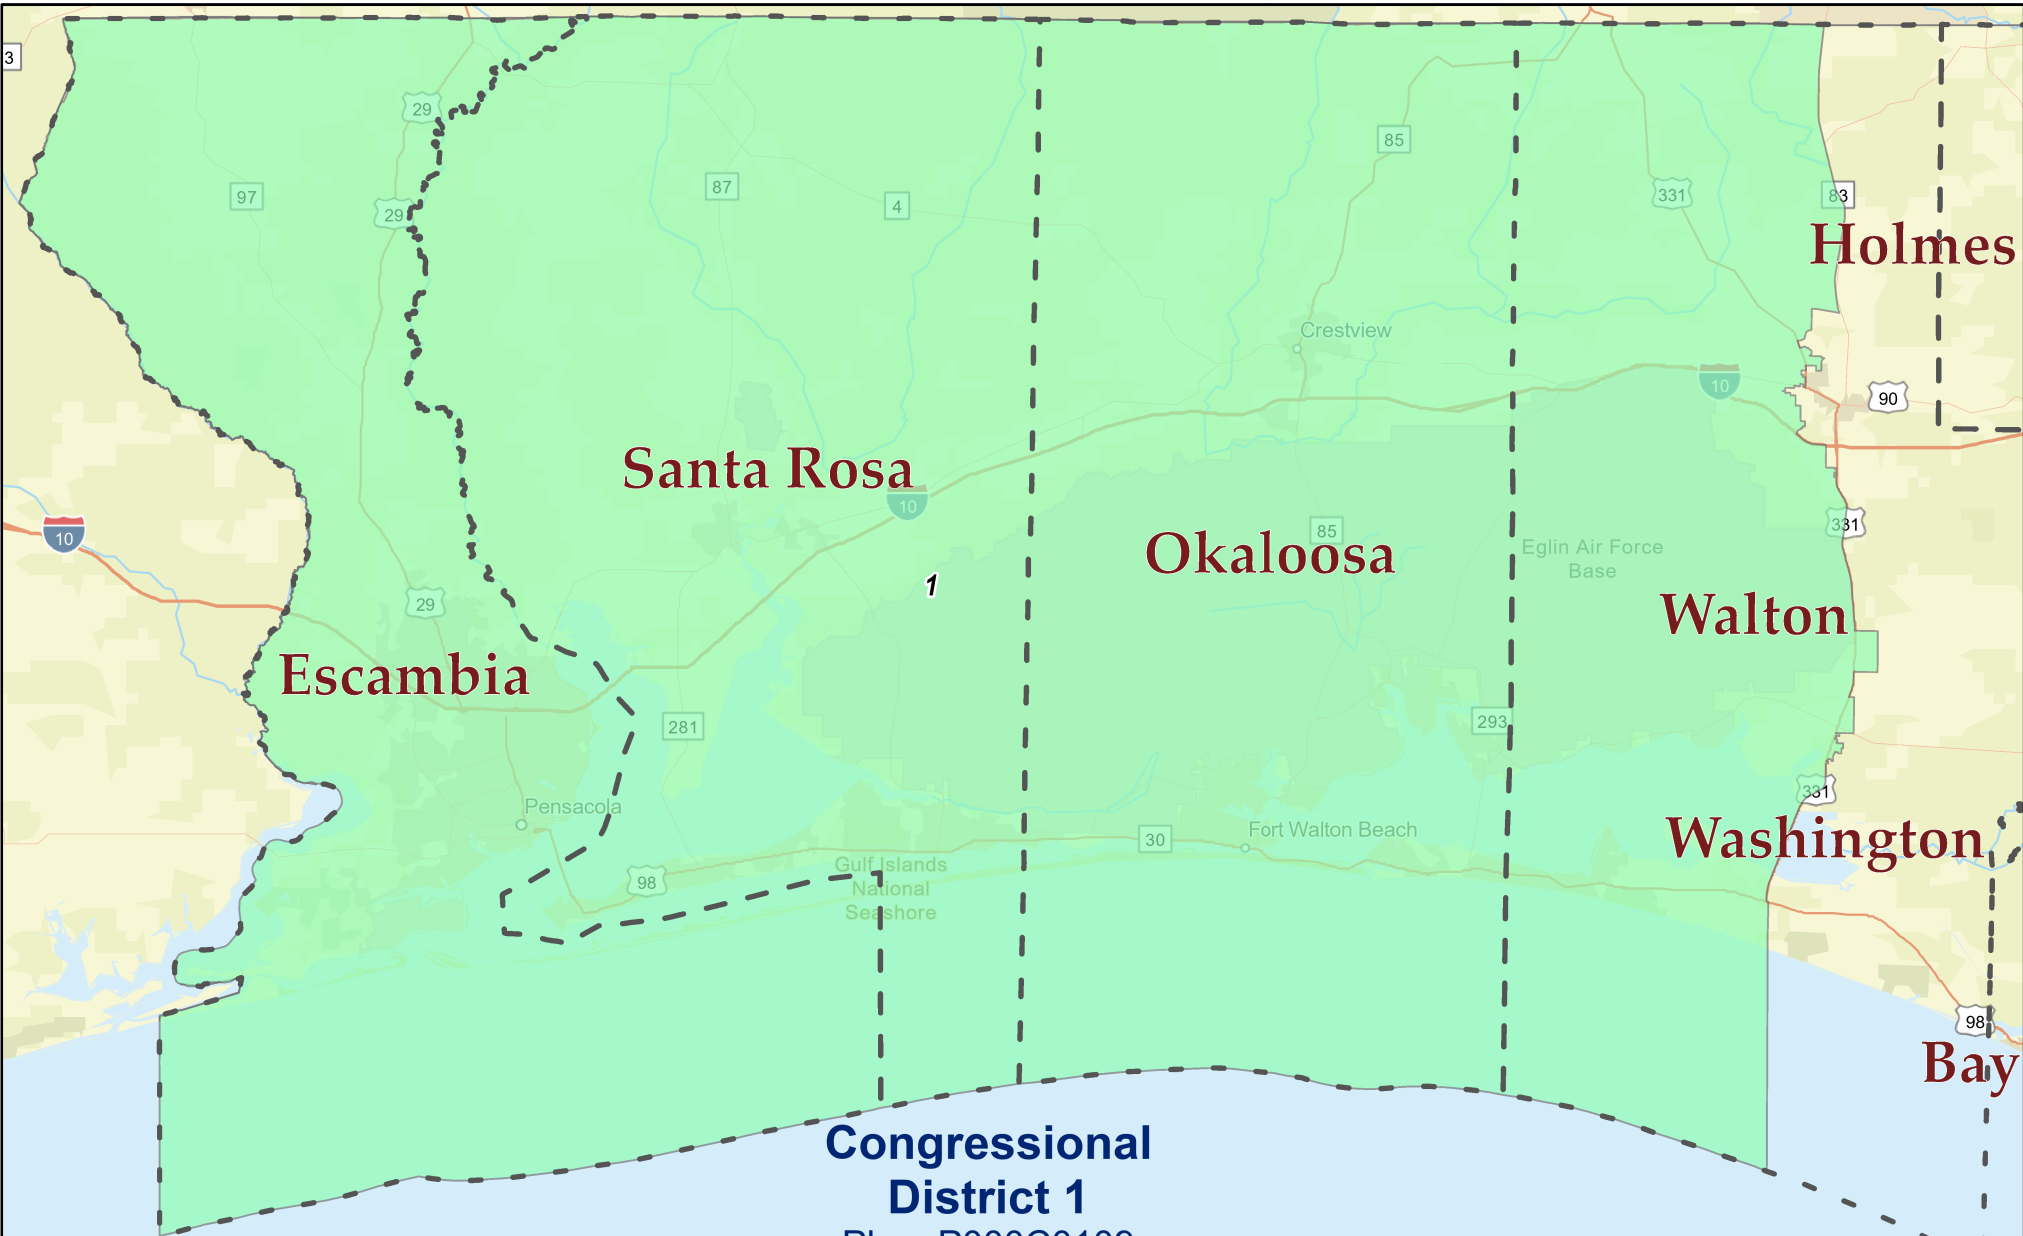 3
29
97
29
87
4
85
331
83
Holmes
Crestview
10
90
Santa Rosa
10
10
Okaloosa
85
331
Eglin Air Force
Base
1
29
Walton
Escambia
281
293
Pensacola
331
30
Fort Walton Beach
Washington
98
Gulf Islands
National
Seashore
98
Bay
Congressional
District 1